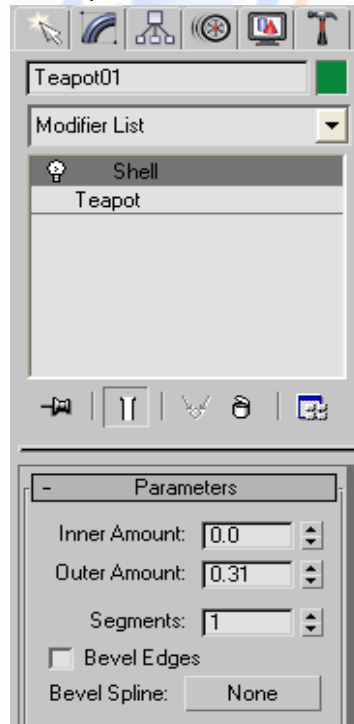 Teapot01
Modifier List
Shell
Teapot
- Parameters
Inner Amount: 0.0
Outer Amount: 0.31
Segments: 1
Bevel Edges
Bevel Spline: None